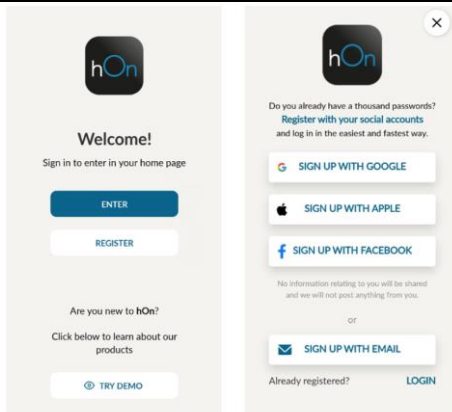 hOn
Welcome!
Sign in to enter in your home page
ENTER
REGISTER
Are you new to hOn?
Click below to learn about our
products
TRY DEMO
hOn
Do you already have a thousand passwords?
Register with your social accounts
and log in in the easiest and fastest way.
SIGN UP WITH GOOGLE
SIGN UP WITH APPLE
SIGN UP WITH FACEBOOK
No information relating to you will be shared
and we will not post anything from you.
or
SIGN UP WITH EMAIL
Already registered? LOGIN